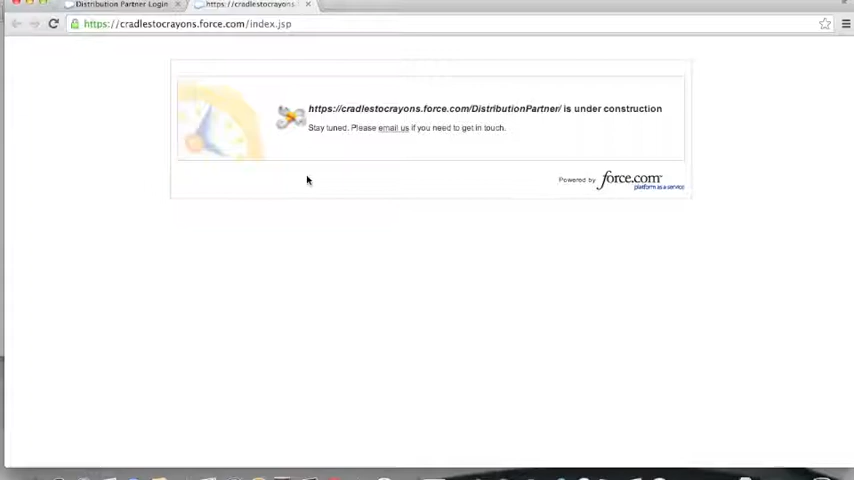 Distribution Partner Login
https://cradlestocrayons.
https://cradlestocrayons.force.com/index.jsp
https://cradlestocrayons.force.com/DistributionPartner/ is under construction
Stay tuned. Please email us if you need to get in touch.
Powered by force.com
platform as a service